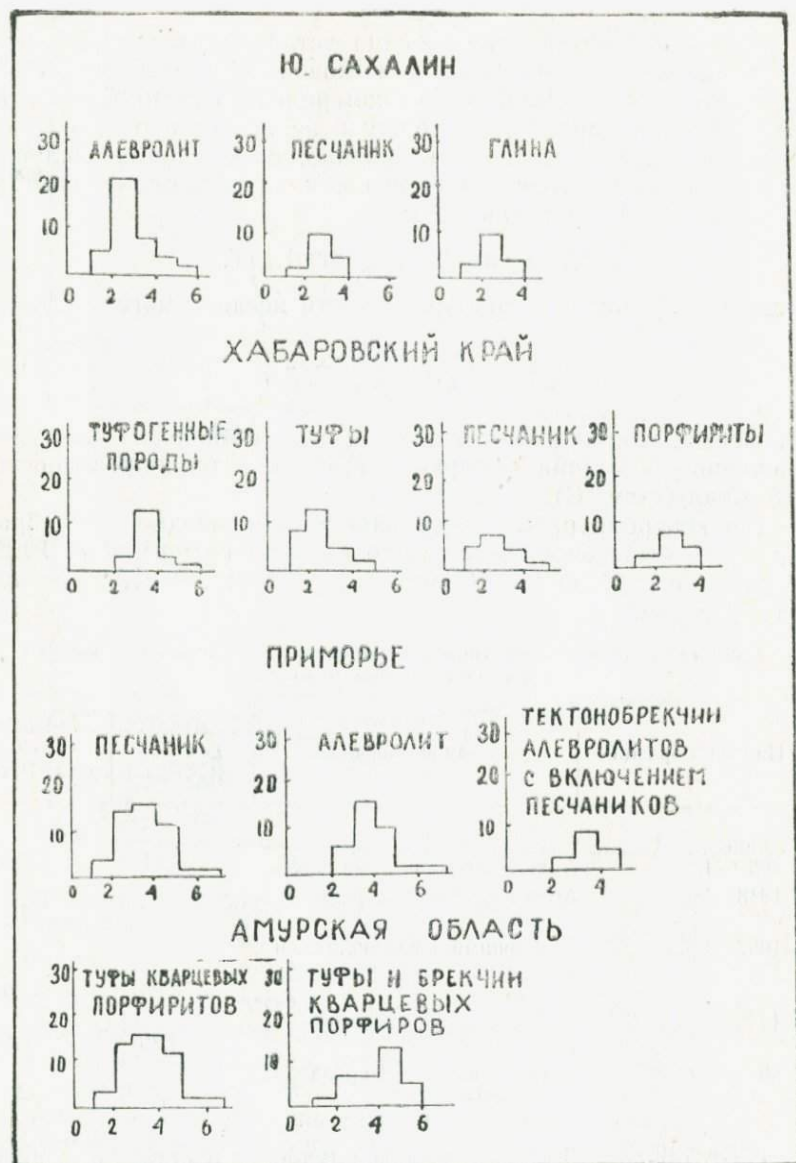 Ю. САХАЛИН
30 АЛЕВРОЛИТ 30 ПЕСЧАНИК 30 ГЛИНА
20 20 20
10 10 10
0 2 4 6 0 2 4 6 0 2 4
ХАБАРОВСКИЙ КРАЙ
30 ТУФОГЕННЫЕ 30 ТУФЫ 30 ПЕСЧАНИК 30 ПОРФИРИТЫ
ПОРОДЫ
20 20 20 20
10 10 10 10
0 2 4 6 0 2 4 6 0 2 4 0 2 4
ПРИМОРЬЕ
30 ПЕСЧАНИК 30 АЛЕВРОЛИТ 30 ТЕКТОНОБРЕКЧИИ
АЛЕВРОЛИТОВ
20 20 20 С ВКЛЮЧЕНИЕМ
ПЕСЧАНИКОВ
10 10 10
0 2 4 6 0 2 4 6 0 2 4
АМУРСКАЯ ОБЛАСТЬ
30 ТУФЫ КВАРЦЕВЫХ 30 ТУФЫ И БРЕКЧИИ
ПОРФИРИТОВ КВАРЦЕВЫХ
20 20 ПОРФИРОВ
10 10
0 2 4 6 0 2 4 6